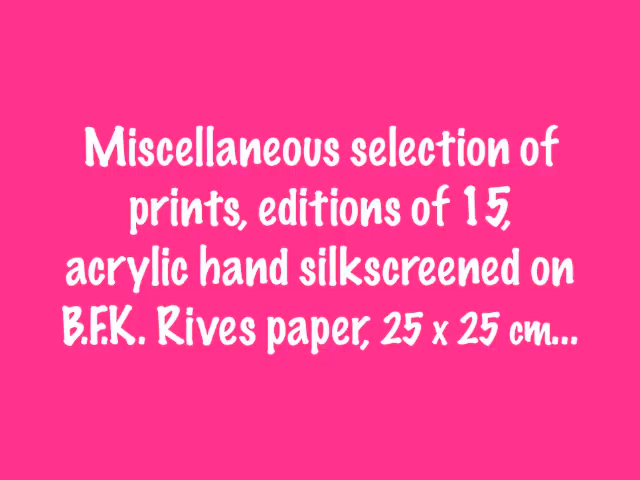 Miscellaneous selection of
prints, editions of 15,
acrylic hand silkscreened on
B.F.K. Rives paper, 25 x 25 cm...